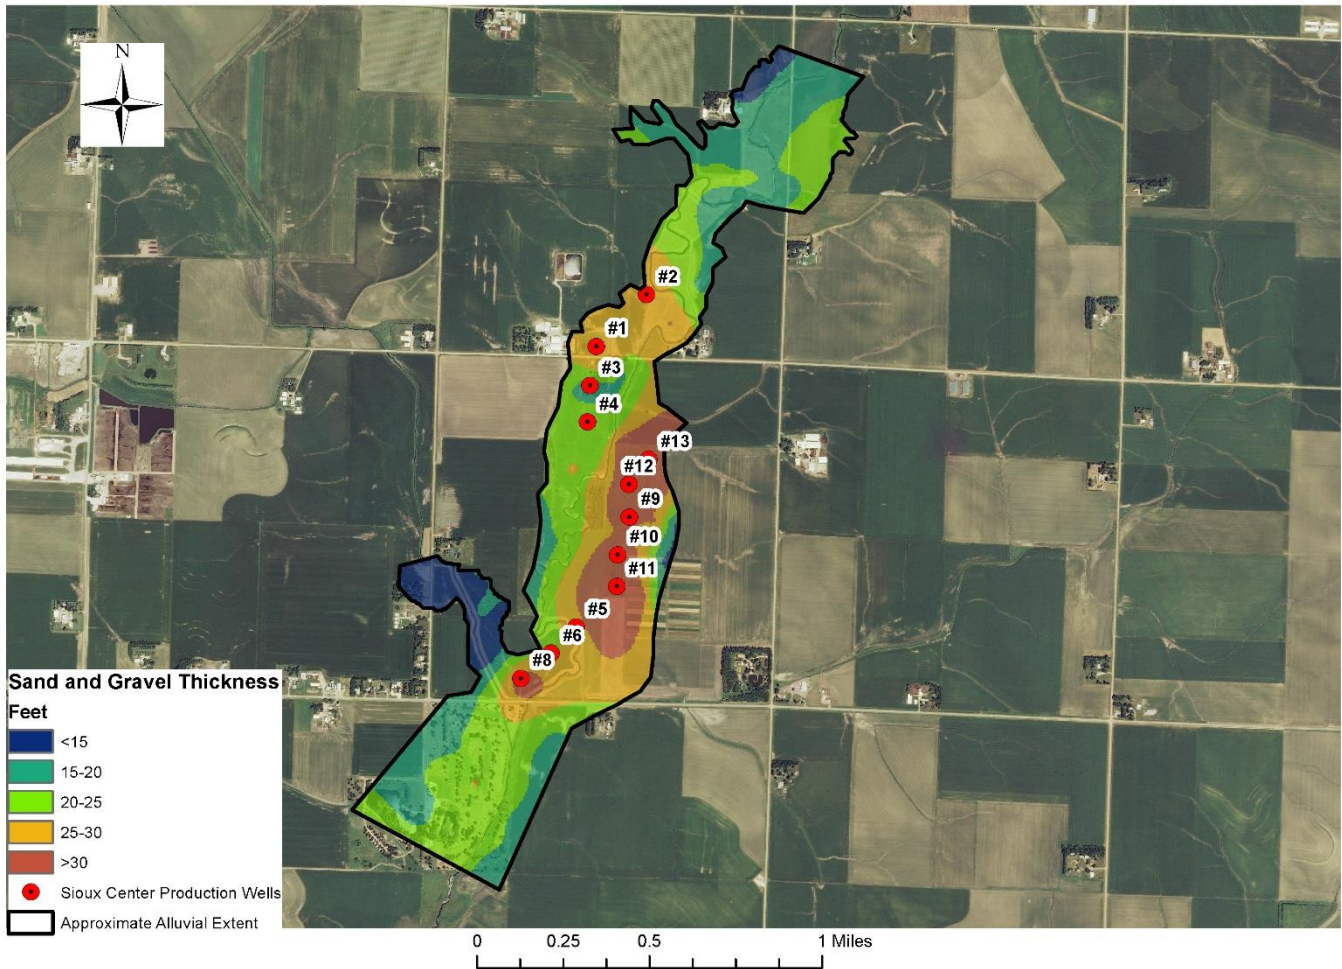 N
#2
#1
#3
#4
#13
#12
#9
#10
#11
#5
#6
#8
Sand and Gravel Thickness
Feet
<15
15-20
20-25
25-30
>30
Sioux Center Production Wells
Approximate Alluvial Extent
0 0.25 0.5 1 Miles